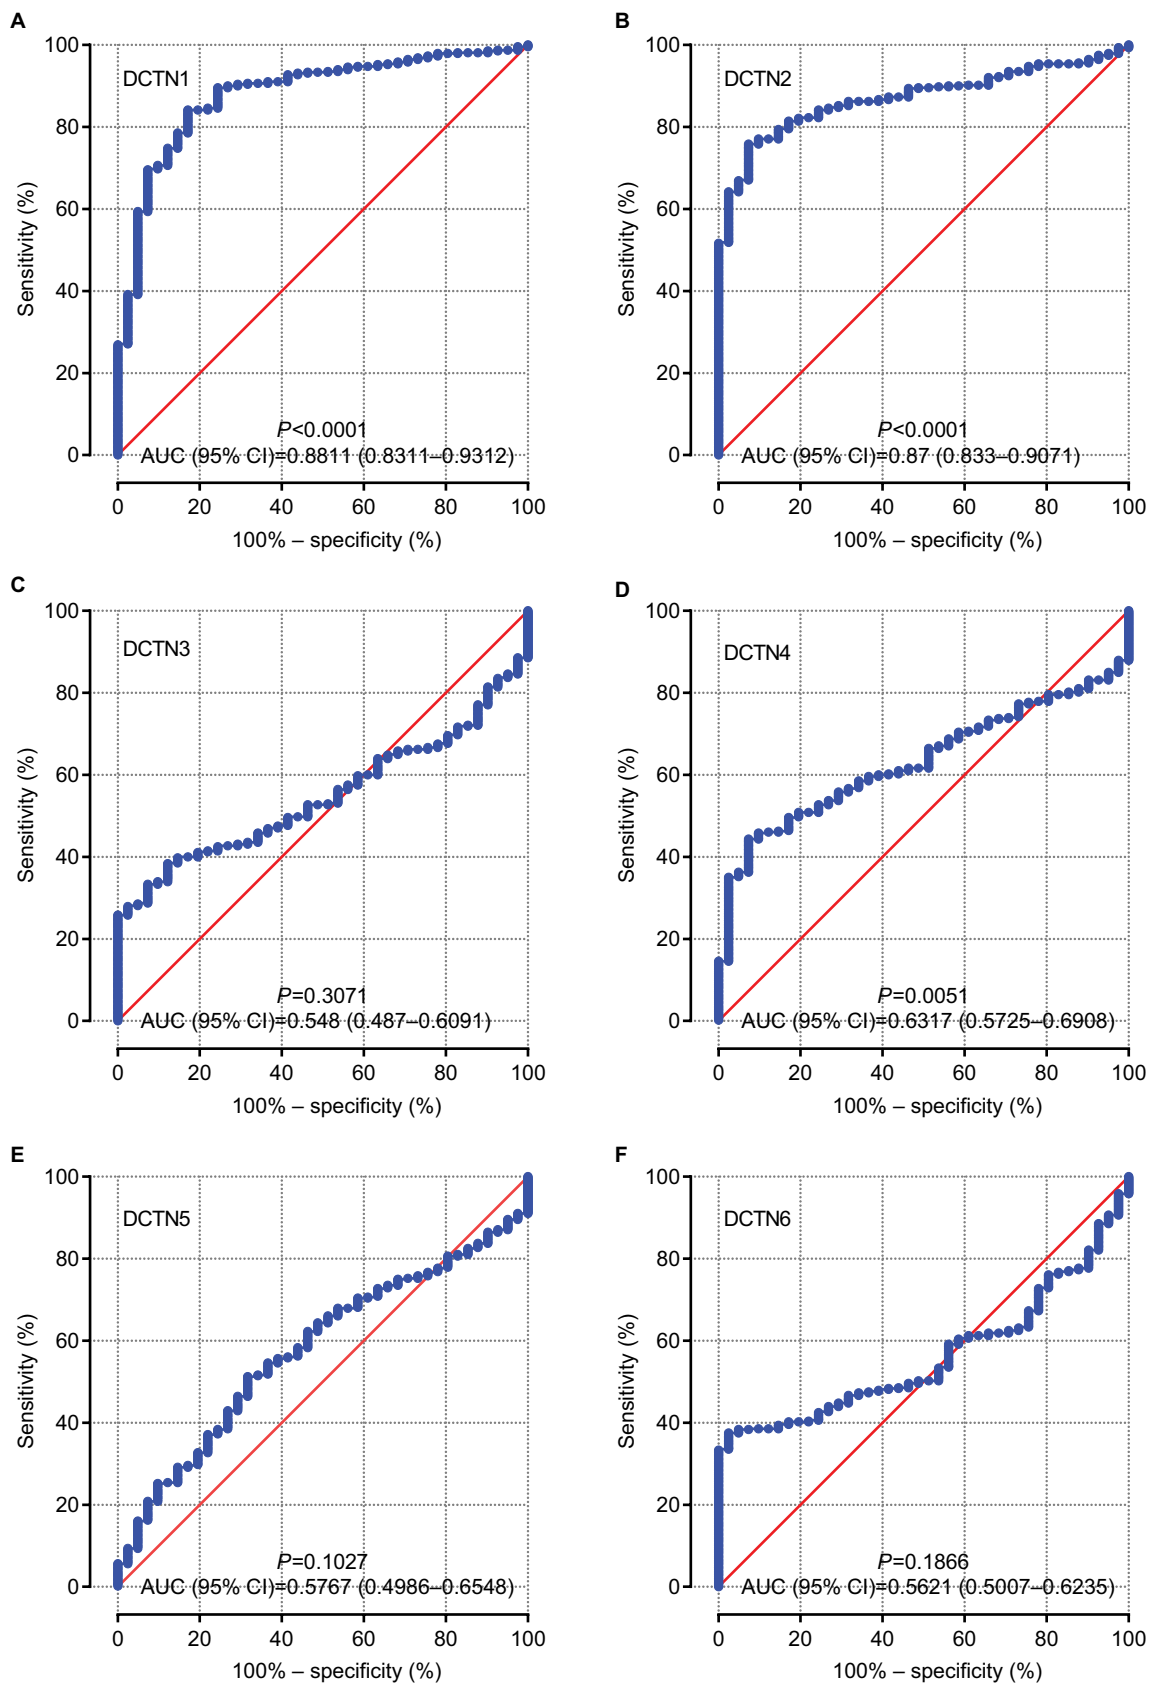 A
100
80
60
40
20
0
Sensitivity (%)
DCTN1
P<0.0001
AUC (95% CI)=0.8811 (0.8311–0.9312)
0 20 40 60 80 100
100% – specificity (%)
B
100
80
60
40
20
0
Sensitivity (%)
DCTN2
P<0.0001
AUC (95% CI)=0.87 (0.833–0.9071)
0 20 40 60 80 100
100% – specificity (%)
C
100
80
60
40
20
0
Sensitivity (%)
DCTN3
P=0.3071
AUC (95% CI)=0.548 (0.487–0.6091)
0 20 40 60 80 100
100% – specificity (%)
D
100
80
60
40
20
0
Sensitivity (%)
DCTN4
P=0.0051
AUC (95% CI)=0.6317 (0.5725–0.6908)
0 20 40 60 80 100
100% – specificity (%)
E
100
80
60
40
20
0
Sensitivity (%)
DCTN5
P=0.1027
AUC (95% CI)=0.5767 (0.4986–0.6548)
0 20 40 60 80 100
100% – specificity (%)
F
100
80
60
40
20
0
Sensitivity (%)
DCTN6
P=0.1866
AUC (95% CI)=0.5621 (0.5007–0.6235)
0 20 40 60 80 100
100% – specificity (%)